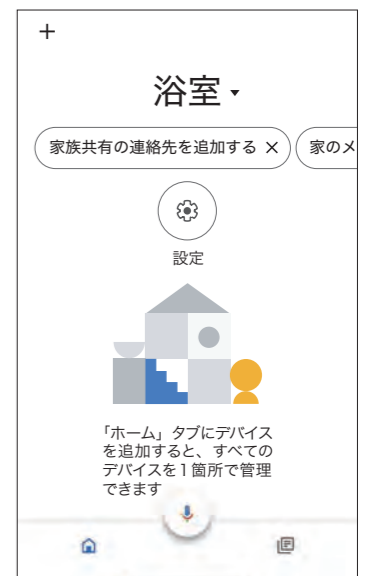 +
浴室
家族共有の連絡先を追加する ×
家のメ
設定
「ホーム」タブにデバイス
を追加すると、すべての
デバイスを1箇所で管理
できます